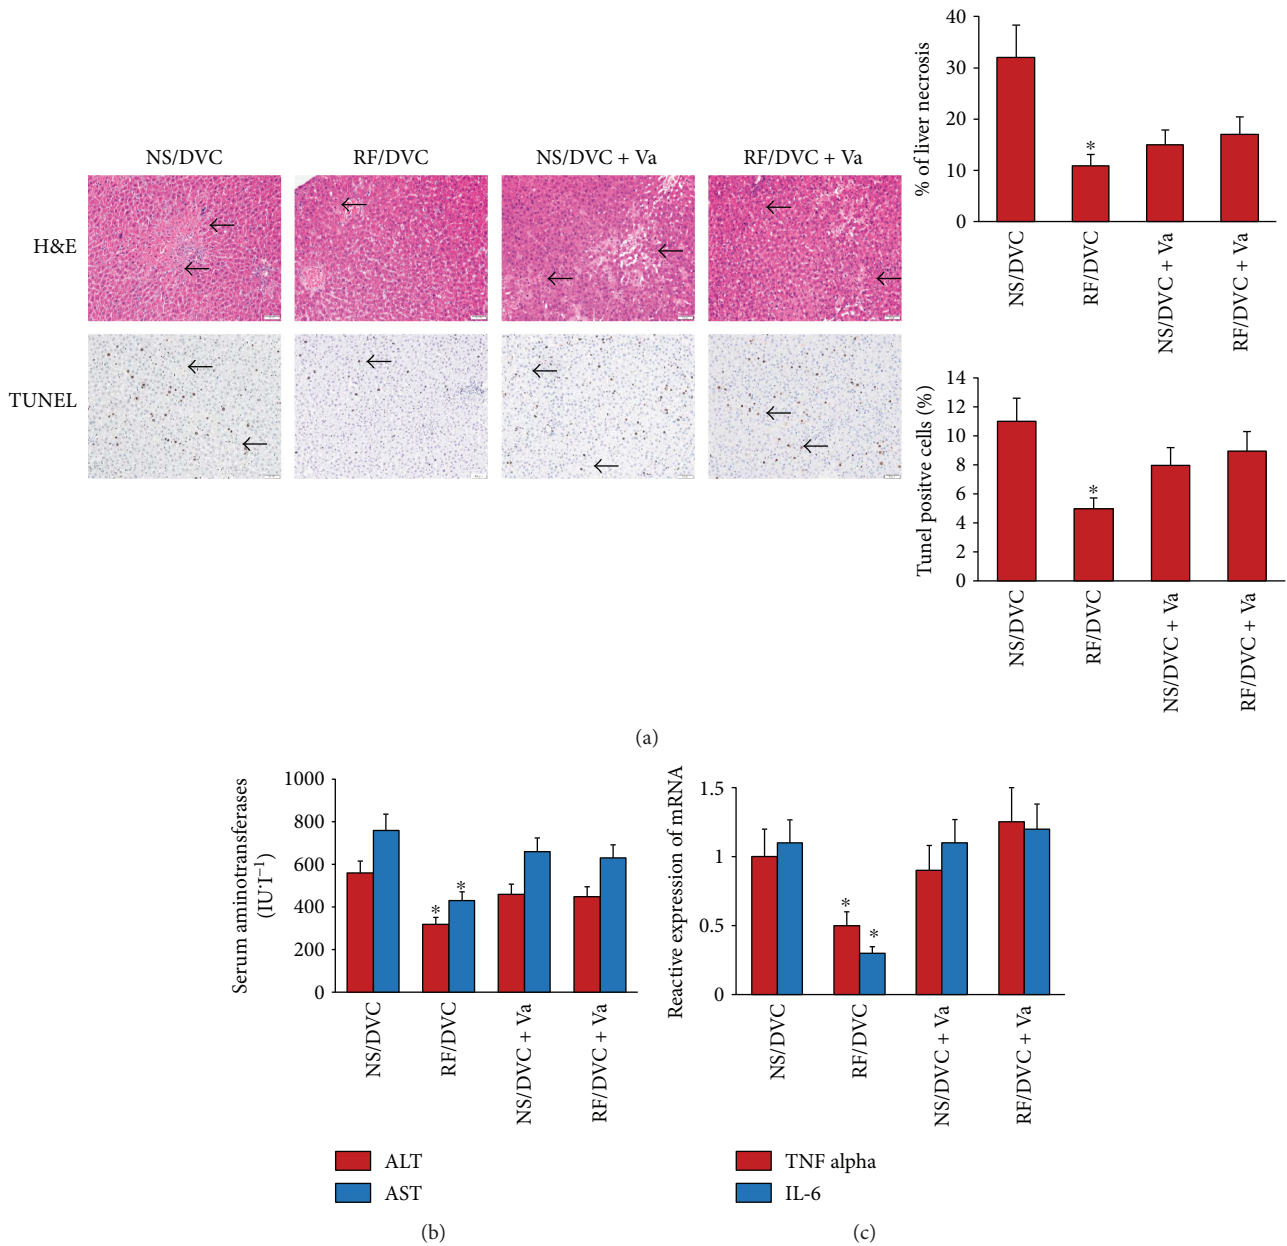 NS/DVC
RF/DVC
NS/DVC + Va
RF/DVC + Va
H&E
TUNEL
% of liver necrosis
40
30
20
10
0
*
NS/DVC
RF/DVC
NS/DVC + Va
RF/DVC + Va
Tunel positive cells (%)
14
12
10
8
6
4
2
0
*
NS/DVC
RF/DVC
NS/DVC + Va
RF/DVC + Va
(a)
Serum aminotransferases
(IU·I⁻¹)
1000
800
600
400
200
0
*
*
NS/DVC
RF/DVC
NS/DVC + Va
RF/DVC + Va
ALT
AST
(b)
Reactive expression of mRNA
1.5
1
0.5
0
*
*
NS/DVC
RF/DVC
NS/DVC + Va
RF/DVC + Va
TNF alpha
IL-6
(c)